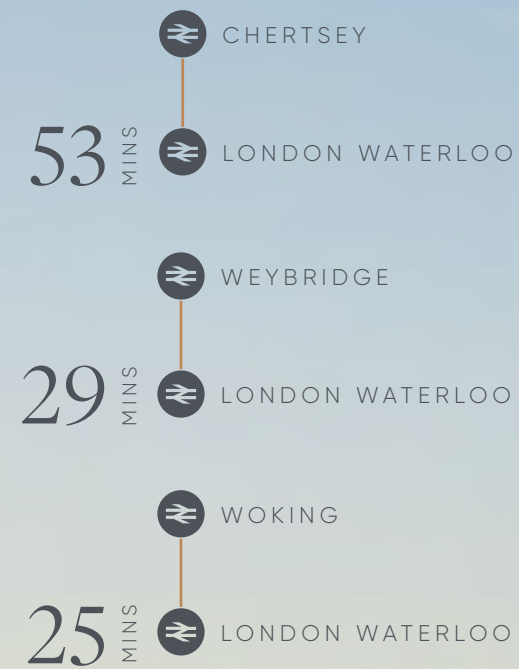 CHERTSEY
53 MINS
LONDON WATERLOO
WEYBRIDGE
29 MINS
LONDON WATERLOO
WOKING
25 MINS
LONDON WATERLOO